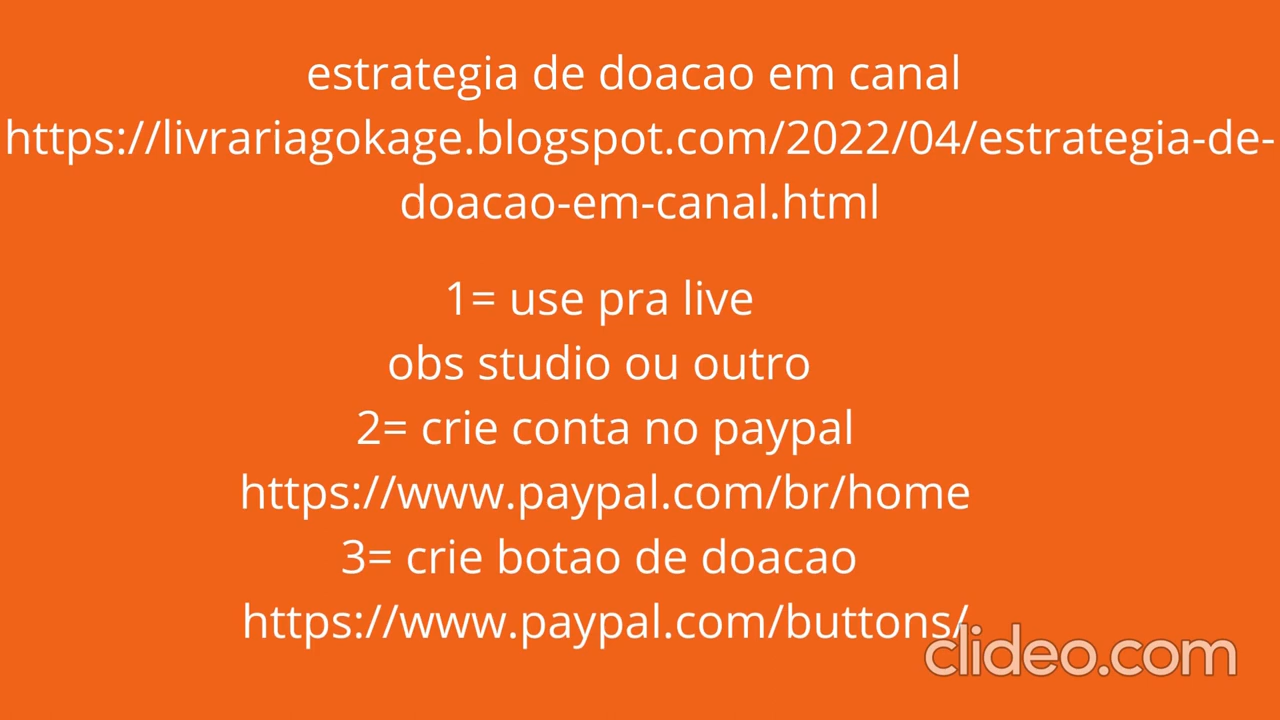 estrategia de doacao em canal
https://livrariagokage.blogspot.com/2022/04/estrategia-de-
doacao-em-canal.html
1= use pra live
obs studio ou outro
2= crie conta no paypal
https://www.paypal.com/br/home
3= crie botao de doacao
https://www.paypal.com/buttons/
clideo.com